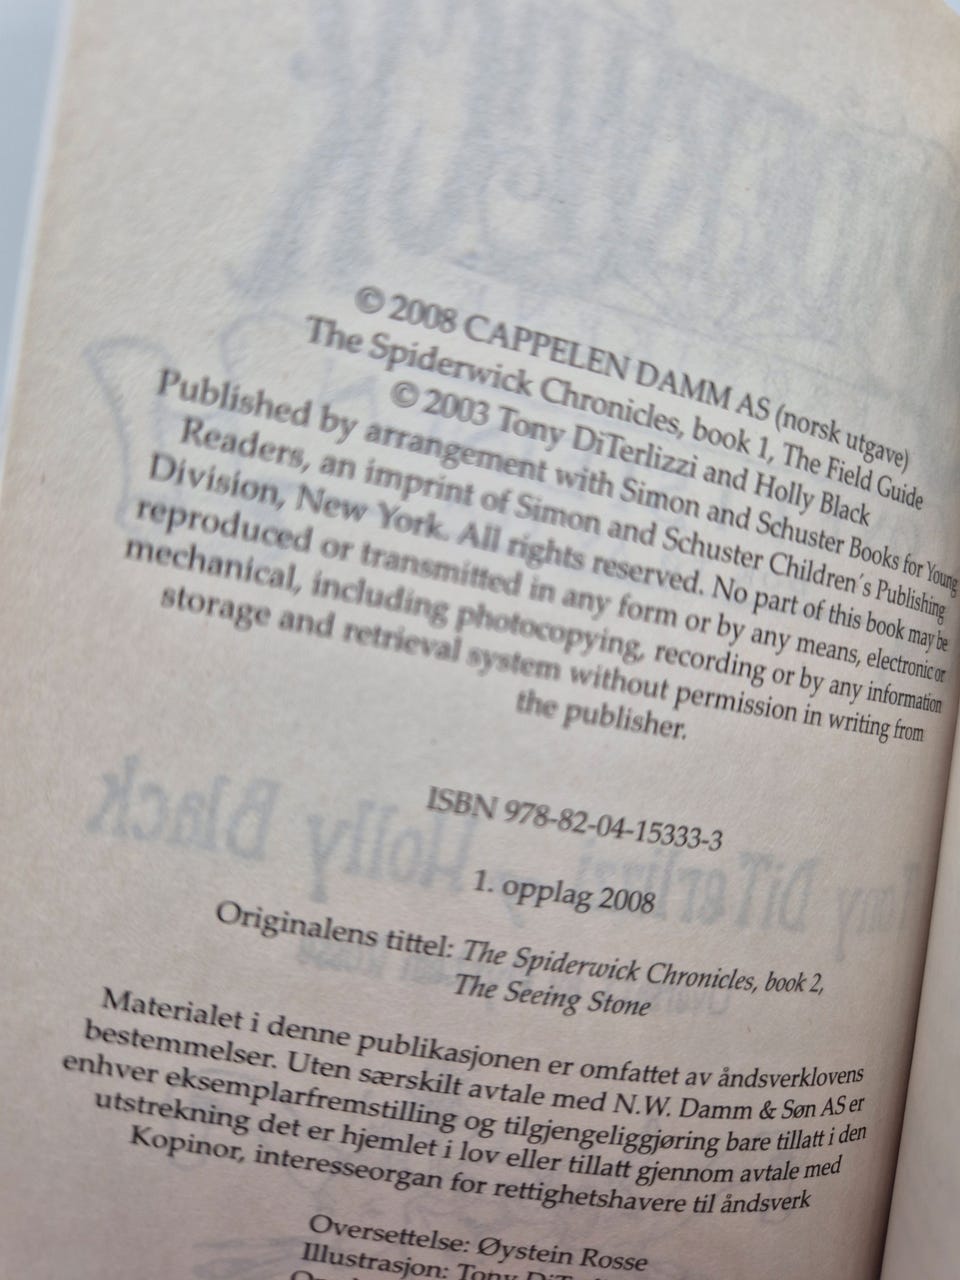 © 2008 CAPPELEN DAMM AS (norsk utgave)
The Spiderwick Chronicles, book 1, The Field Guide
© 2003 Tony DiTerlizzi and Holly Black
Published by arrangement with Simon and Schuster Books for Young
Readers, an imprint of Simon and Schuster Children´s Publishing
Division, New York. All rights reserved. No part of this book may be
reproduced or transmitted in any form or by any means, electronic or
mechanical, including photocopying, recording or by any information
storage and retrieval system without permission in writing from
the publisher.
ISBN 978-82-04-15333-3
1. opplag 2008
Originalens tittel: The Spiderwick Chronicles, book 2,
The Seeing Stone
Materialet i denne publikasjonen er omfattet av åndsverklovens
bestemmelser. Uten særskilt avtale med N.W. Damm & Søn AS er
enhver eksemplarfremstilling og tilgjengeliggjøring bare tillatt i den
utstrekning det er hjemlet i lov eller tillatt gjennom avtale med
Kopinor, interesseorgan for rettighetshavere til åndsverk
Oversettelse: Øystein Rosse
Illustrasjon: Tony